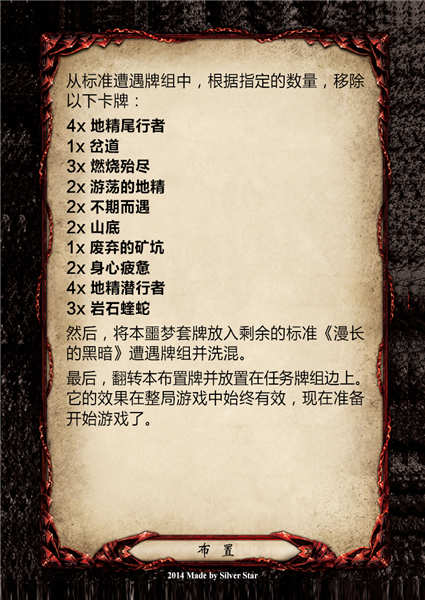 从标准遭遇牌组中，根据指定的数量，移除
以下卡牌：
4x 地精尾行者
1x 岔道
3x 燃烧殆尽
2x 游荡的地精
2x 不期而遇
2x 山底
1x 废弃的矿坑
2x 身心疲惫
4x 地精潜行者
3x 岩石蝰蛇
然后，将本噩梦套牌放入剩余的标准《漫长
的黑暗》遭遇牌组并洗混。
最后，翻转本布置牌并放置在任务牌组边上。
它的效果在整局游戏中始终有效，现在准备
开始游戏了。
布 置
2014 Made by Silver Star